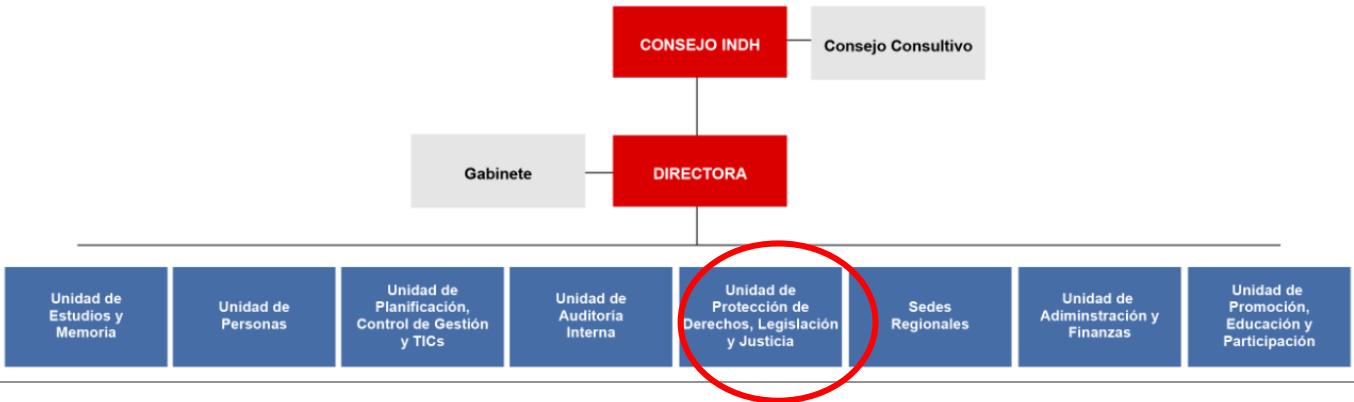 CONSEJO INDH
Consejo Consultivo
Gabinete
DIRECTORA
Unidad de
Estudios y
Memoria
Unidad de
Personas
Unidad de
Planificación,
Control de Gestión
y TICs
Unidad de
Auditoría
Interna
Unidad de
Protección de
Derechos, Legislación
y Justicia
Sedes
Regionales
Unidad de
Adiminstración y
Finanzas
Unidad de
Promoción,
Educación y
Participación